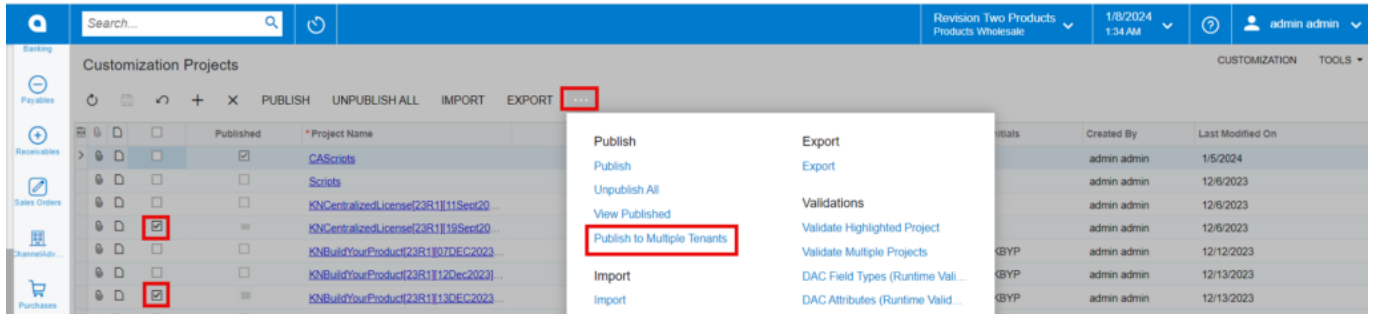 Search...
Revision Two Products
Products Wholesale
1/8/2024
1:34 AM
admin admin
Banking
Payables
Receivables
Sales Orders
ChannelAdv...
Purchases
Customization Projects
CUSTOMIZATION TOOLS
PUBLISH UNPUBLISH ALL IMPORT EXPORT ...
Published *Project Name itials Created By Last Modified On
CAScripts admin admin 1/5/2024
Scripts admin admin 12/6/2023
KNCentralizedLicense[23R1][11Sept20... admin admin 12/6/2023
KNCentralizedLicense[23R1][19Sept20... admin admin 12/6/2023
KNBuildYourProduct[23R1][07DEC2023... KBYP admin admin 12/12/2023
KNBuildYourProduct[23R1][12Dec2023]... KBYP admin admin 12/13/2023
KNBuildYourProduct[23R1][13DEC2023... KBYP admin admin 12/13/2023
Publish
Publish
Unpublish All
View Published
Publish to Multiple Tenants
Import
Import
Export
Export
Validations
Validate Highlighted Project
Validate Multiple Projects
DAC Field Types (Runtime Vali...
DAC Attributes (Runtime Valid...